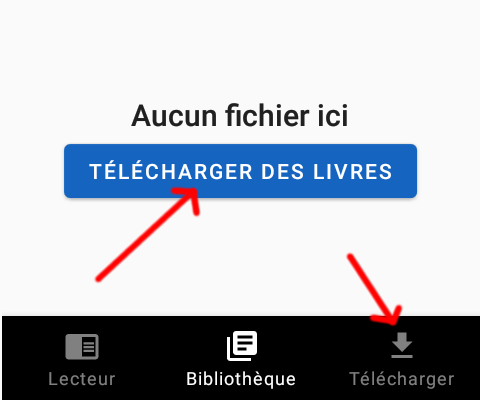 Aucun fichier ici
TÉLÉCHARGER DES LIVRES
Lecteur
Bibliothèque
Télécharger